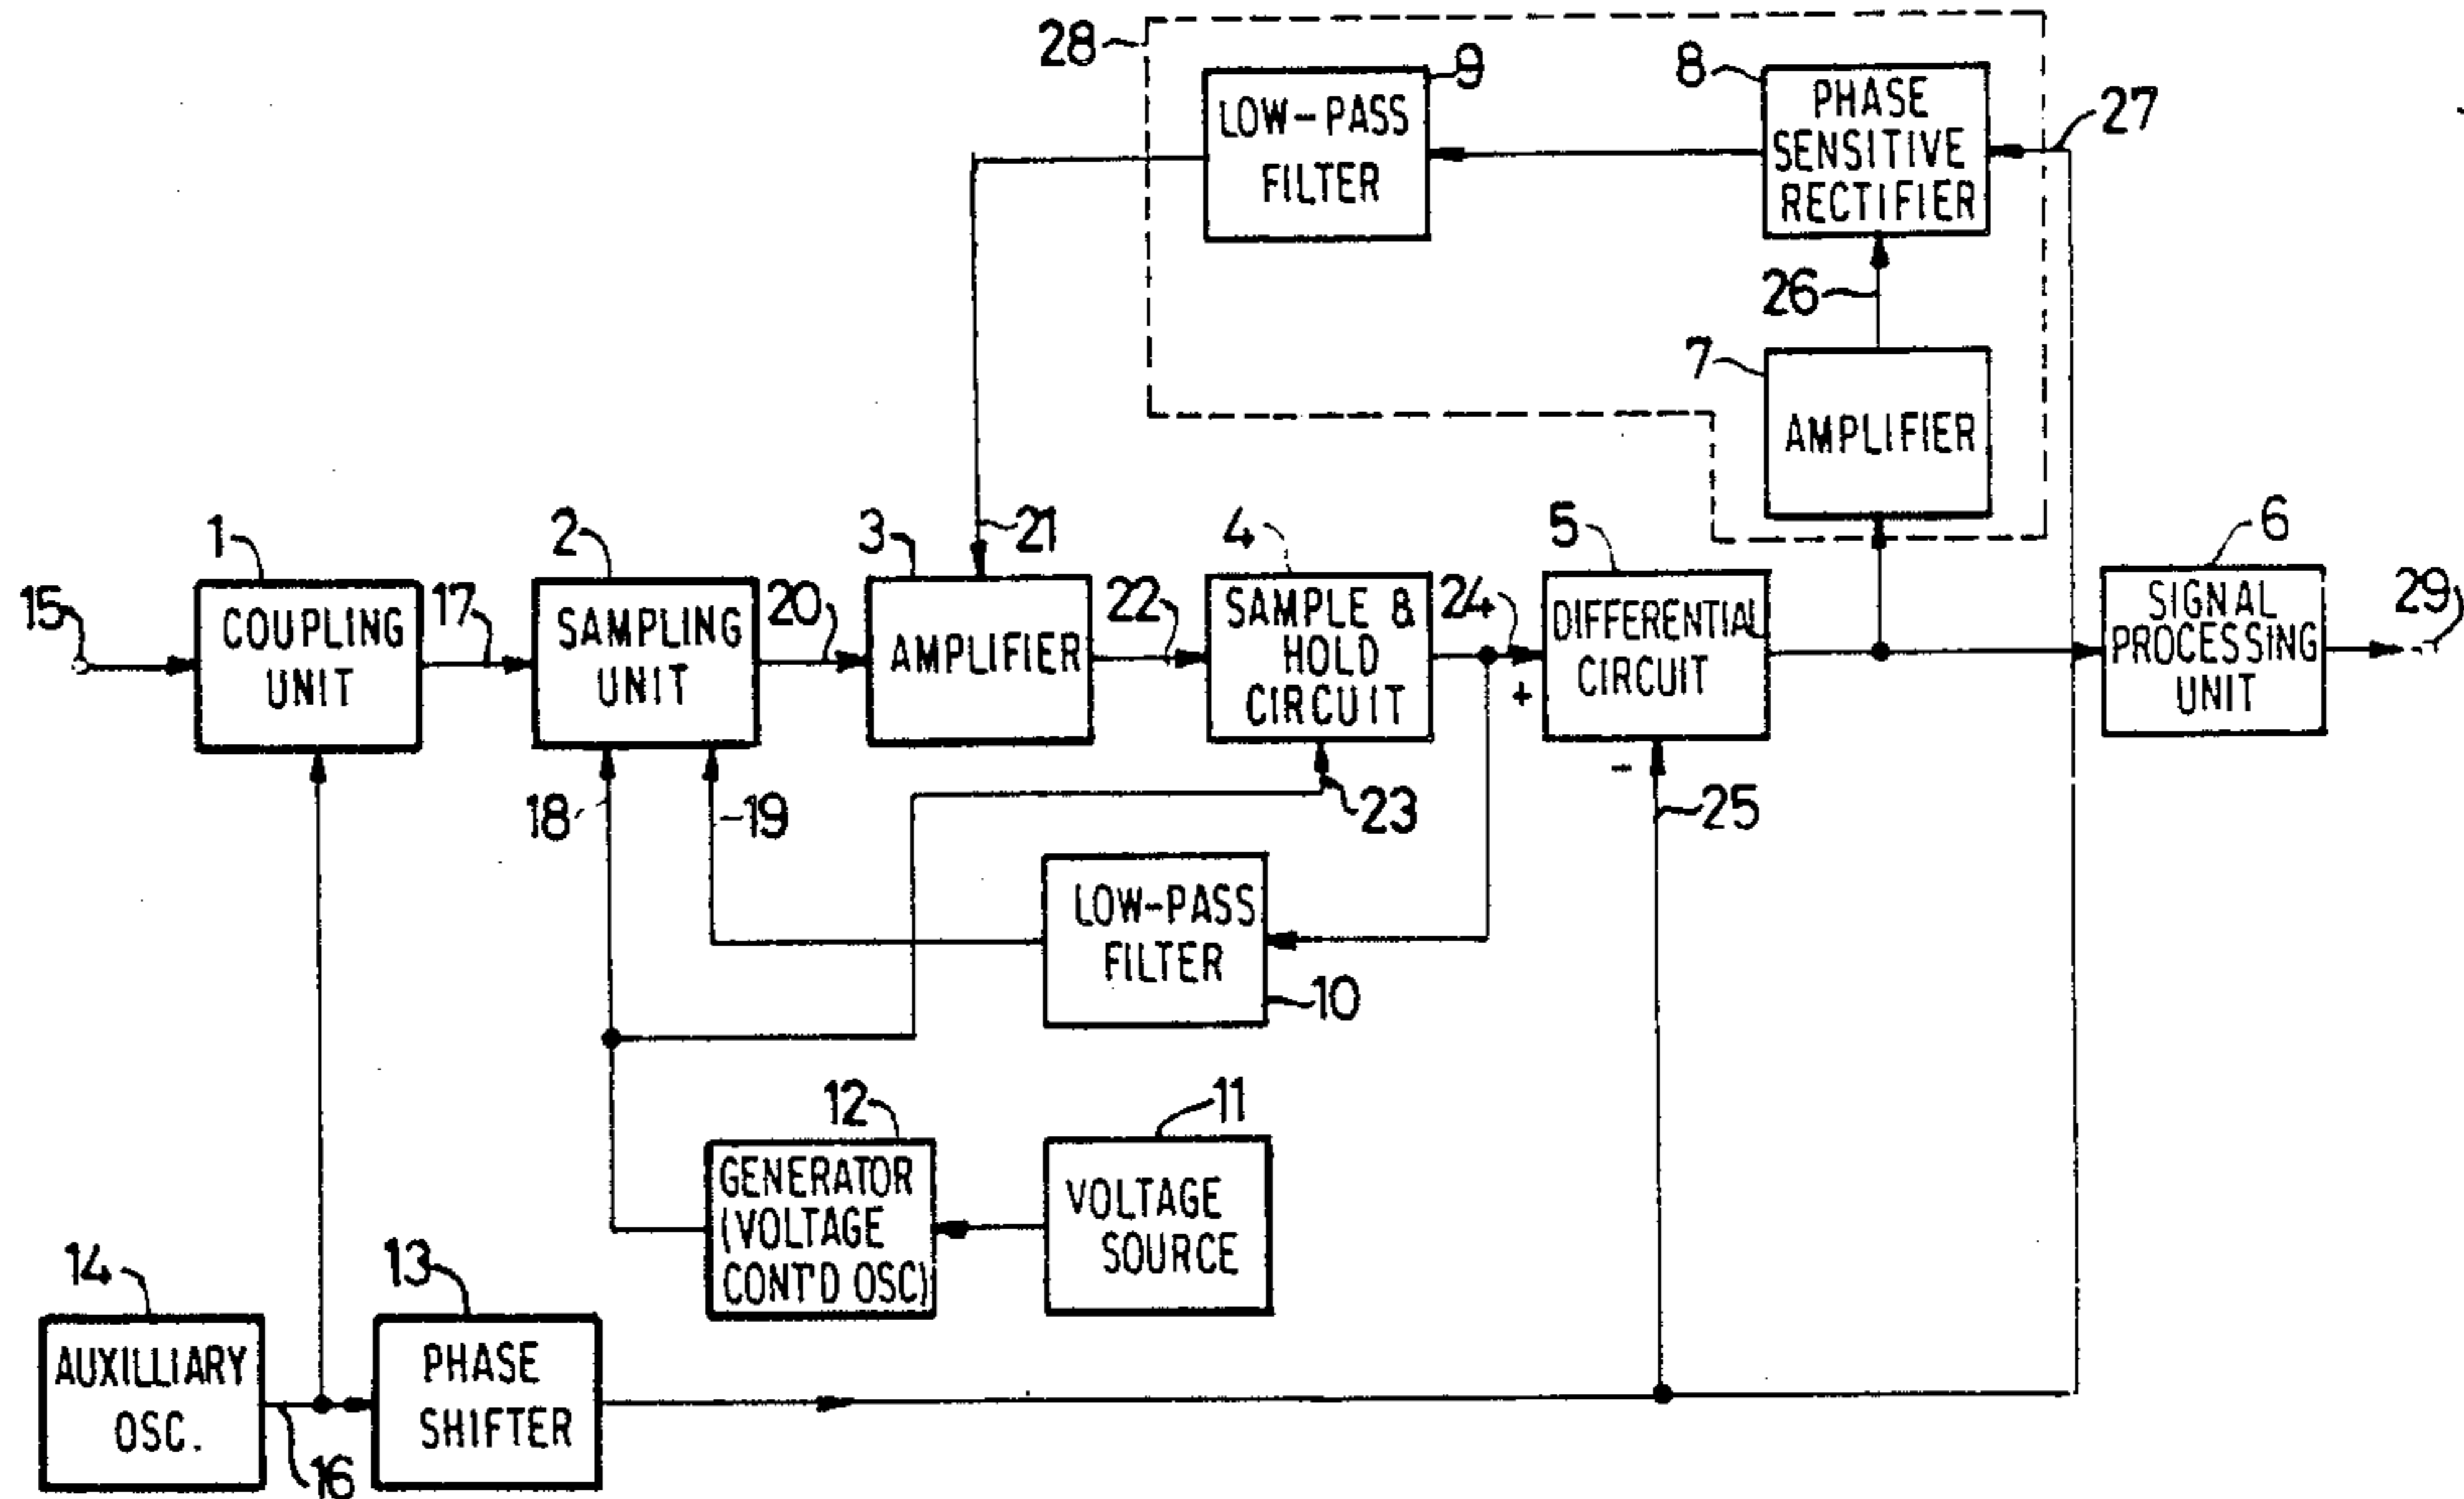 28
9
LOW-PASS
FILTER
8
PHASE
SENSITIVE
RECTIFIER
27
26
7
AMPLIFIER
15
1
COUPLING
UNIT
17
2
SAMPLING
UNIT
20
3
AMPLIFIER
21
22
4
SAMPLE &
HOLD
CIRCUIT
24
+
5
DIFFERENTIAL
CIRCUIT
-
6
SIGNAL
PROCESSING
UNIT
29
18
19
23
25
LOW-PASS
FILTER
10
12
GENERATOR
(VOLTAGE
CONT'D OSC)
11
VOLTAGE
SOURCE
14
AUXILLIARY
OSC.
16
13
PHASE
SHIFTER